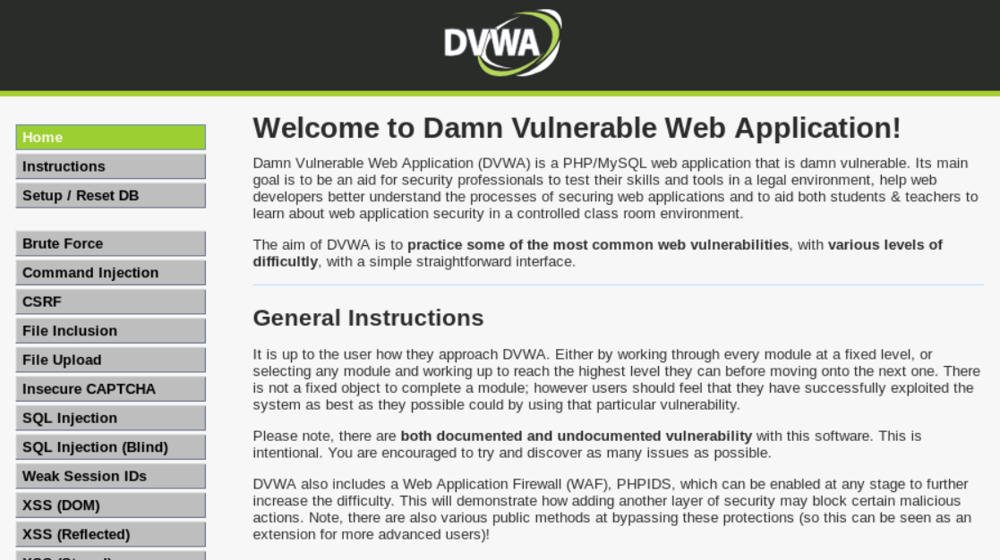 DVWA
Home
Instructions
Setup / Reset DB
Brute Force
Command Injection
CSRF
File Inclusion
File Upload
Insecure CAPTCHA
SQL Injection
SQL Injection (Blind)
Weak Session IDs
XSS (DOM)
XSS (Reflected)
Welcome to Damn Vulnerable Web Application!
Damn Vulnerable Web Application (DVWA) is a PHP/MySQL web application that is damn vulnerable. Its main
goal is to be an aid for security professionals to test their skills and tools in a legal environment, help web
developers better understand the processes of securing web applications and to aid both students & teachers to
learn about web application security in a controlled class room environment.
The aim of DVWA is to practice some of the most common web vulnerabilities, with various levels of
difficultly, with a simple straightforward interface.
General Instructions
It is up to the user how they approach DVWA. Either by working through every module at a fixed level, or
selecting any module and working up to reach the highest level they can before moving onto the next one. There
is not a fixed object to complete a module; however users should feel that they have successfully exploited the
system as best as they possible could by using that particular vulnerability.
Please note, there are both documented and undocumented vulnerability with this software. This is
intentional. You are encouraged to try and discover as many issues as possible.
DVWA also includes a Web Application Firewall (WAF), PHPIDS, which can be enabled at any stage to further
increase the difficulty. This will demonstrate how adding another layer of security may block certain malicious
actions. Note, there are also various public methods at bypassing these protections (so this can be seen as an
extension for more advanced users)!